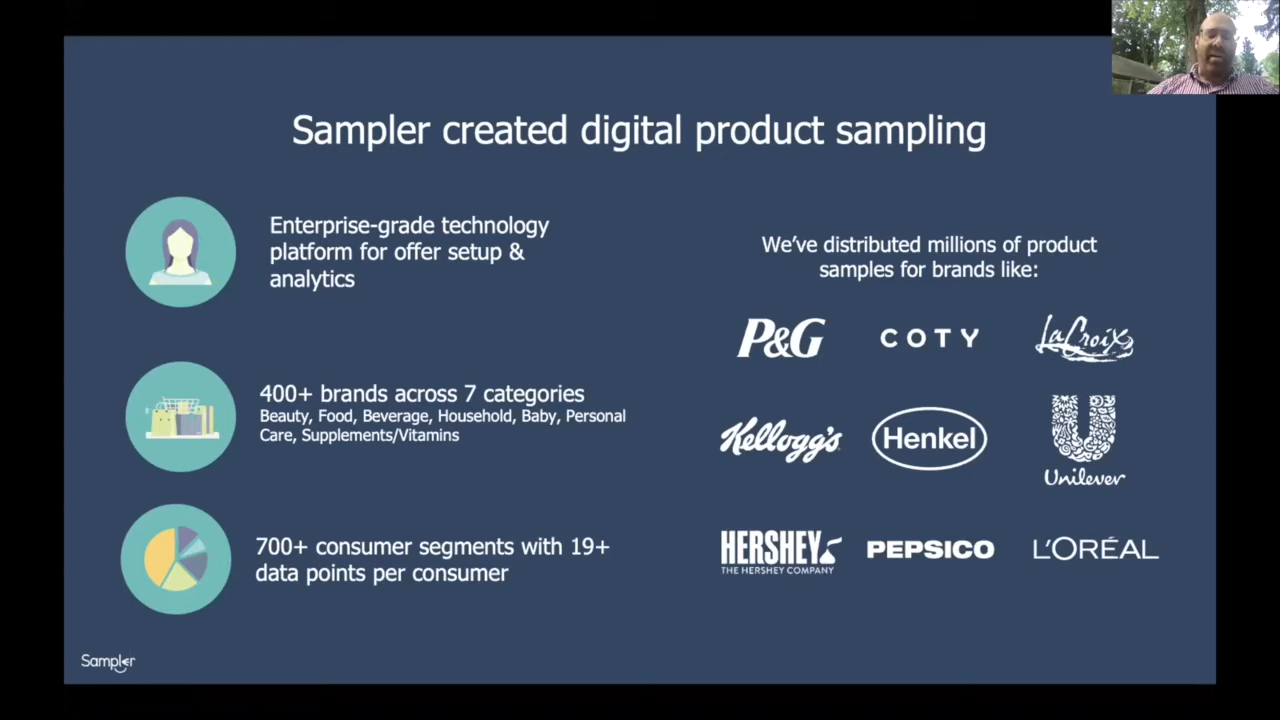 Sampler created digital product sampling
Enterprise-grade technology
platform for offer setup &
analytics
400+ brands across 7 categories
Beauty, Food, Beverage, Household, Baby, Personal
Care, Supplements/Vitamins
700+ consumer segments with 19+
data points per consumer
We’ve distributed millions of product
samples for brands like:
P&G COTY LaCroix
Kellogg's Henkel Unilever
HERSHEY THE HERSHEY COMPANY PEPSICO L'ORÉAL
Sampler